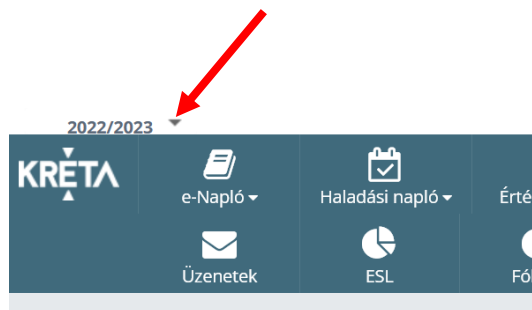 2022/2023
KRÉTA
e-Napló
Haladási napló
Üzenetek
ESL